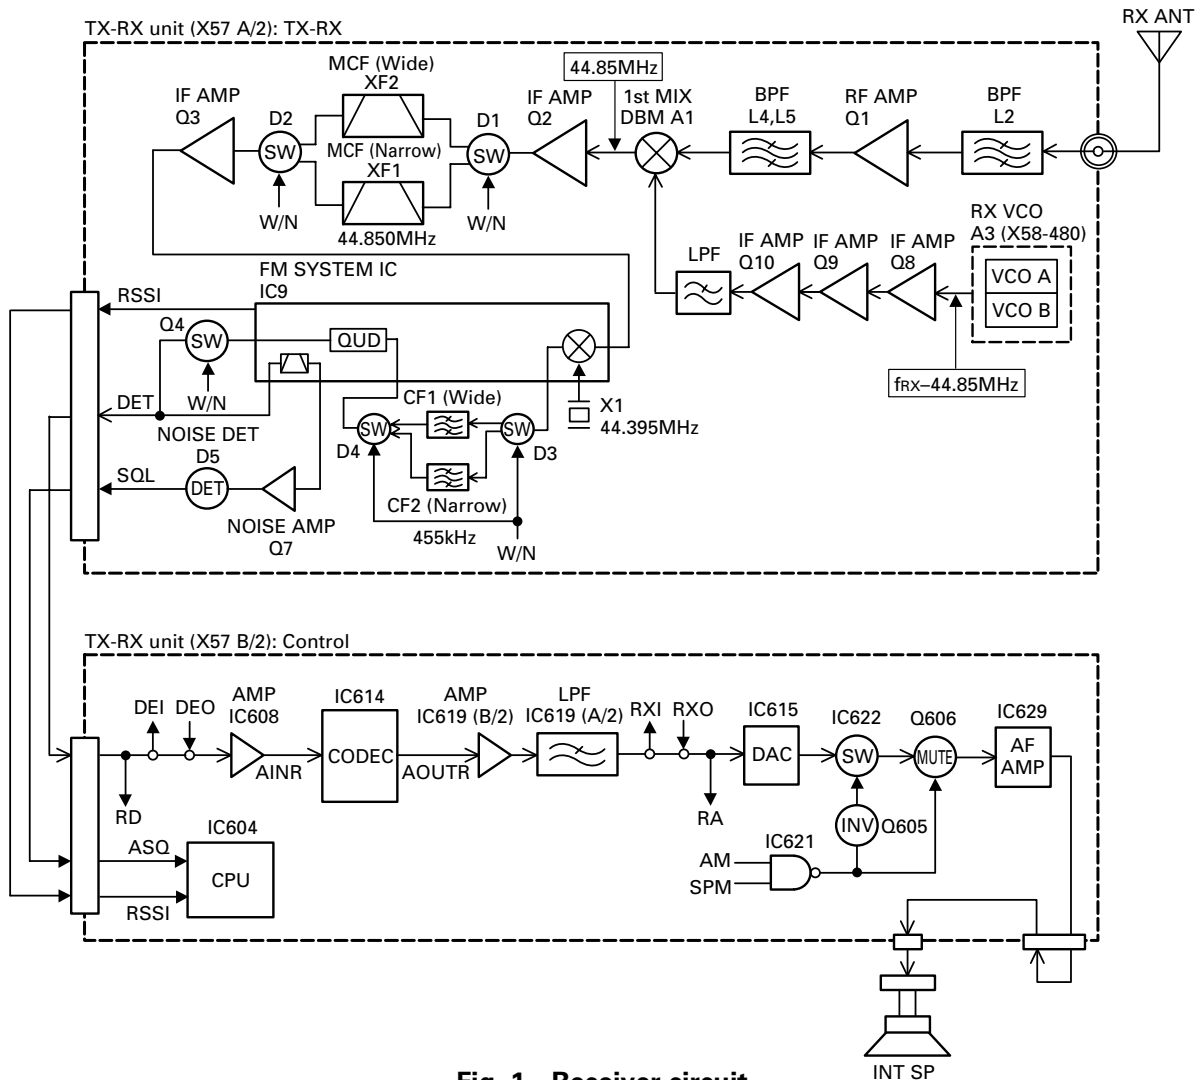 TX-RX unit (X57 A/2): TX-RX
RX ANT
MCF (Wide)
XF2
44.85MHz
IF AMP
Q3
D2
SW
W/N
MCF (Narrow)
XF1
44.850MHz
D1
SW
W/N
IF AMP
Q2
1st MIX
DBM A1
BPF
L4,L5
RF AMP
Q1
BPF
L2
RX VCO
A3 (X58-480)
VCO A
VCO B
LPF
IF AMP
Q10
IF AMP
Q9
IF AMP
Q8
fRX–44.85MHz
FM SYSTEM IC
IC9
RSSI
Q4
SW
QUD
W/N
DET
NOISE DET
D5
SQL
DET
NOISE AMP
Q7
CF1 (Wide)
SW
D4
SW
D3
CF2 (Narrow)
455kHz
W/N
X1
44.395MHz
TX-RX unit (X57 B/2): Control
DEI
DEO
AMP
IC608
AINR
RD
IC614
CODEC
AOUTR
AMP
IC619 (B/2)
LPF
IC619 (A/2)
RXI
RXO
RA
IC615
DAC
IC622
SW
Q606
MUTE
IC629
AF
AMP
INV
Q605
IC621
AM
SPM
ASQ
IC604
CPU
RSSI
INT SP
Fig. 1 Receiver circuit